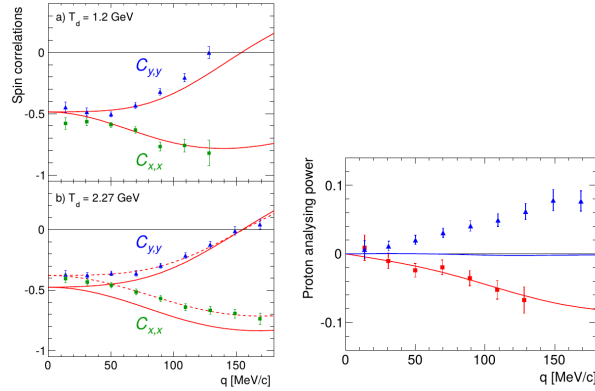 a) T_d = 1.2 GeV
0
C_y,y
-0.5
C_x,x
-1
Spin correlations
b) T_d = 2.27 GeV
C_y,y
0
-0.5
C_x,x
-1
0 50 100 150
q [MeV/c]
Proton analysing power
0.1
0
-0.1
0 50 100 150
q [MeV/c]